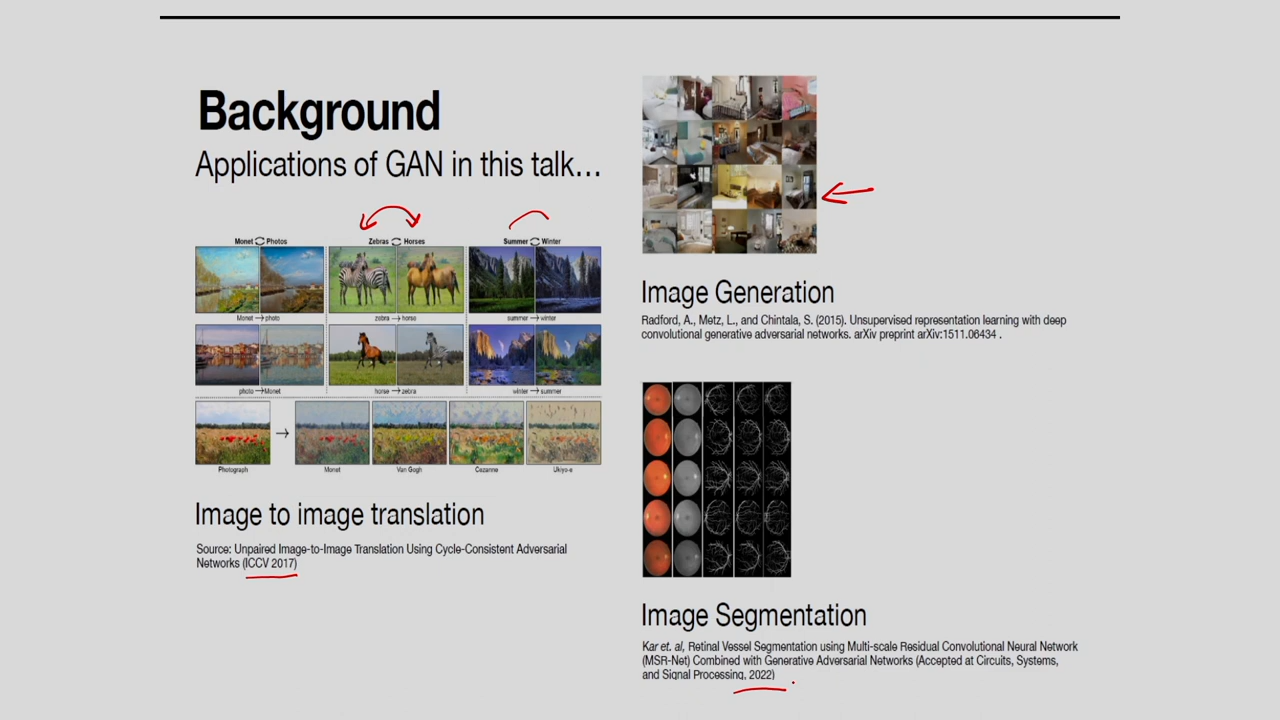 Background
Applications of GAN in this talk...
Monet Photos
Zebras Horses
Summer Winter
Monet → photo
zebra → horse
summer → winter
photo → Monet
horse → zebra
winter → summer
→
Photograph
Monet
Van Gogh
Cezanne
Ukiyo-e
Image to image translation
Source: Unpaired Image-to-Image Translation Using Cycle-Consistent Adversarial
Networks (ICCV 2017)
Image Generation
Radford, A., Metz, L., and Chintala, S. (2015). Unsupervised representation learning with deep
convolutional generative adversarial networks. arXiv preprint arXiv:1511.06434 .
Image Segmentation
Kar et. al, Retinal Vessel Segmentation using Multi-scale Residual Convolutional Neural Network
(MSR-Net) Combined with Generative Adversarial Networks (Accepted at Circuits, Systems,
and Signal Processing, 2022)